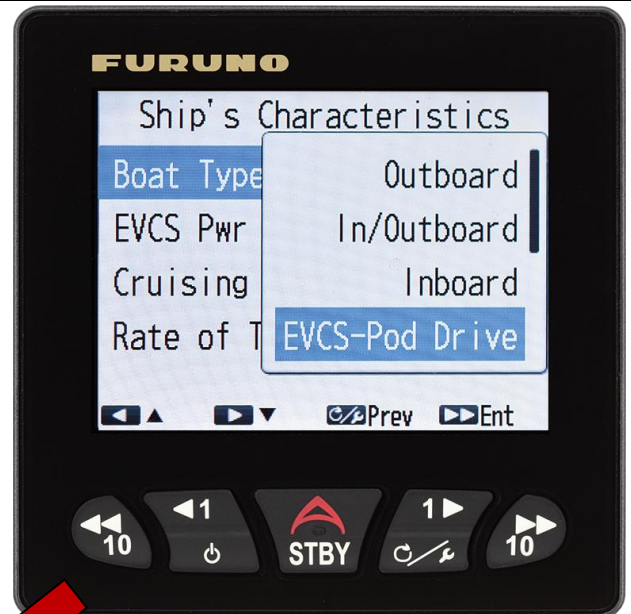 FURUNO
Ship's Characteristics
Boat Type
Outboard
EVCS Pwr
In/Outboard
Cruising
Inboard
Rate of T
EVCS-Pod Drive
◀ ▲ ▶ ▼ Prev ▶▶ Ent
◀◀ 10
◀ 1
STBY
1 ▶
▶▶ 10